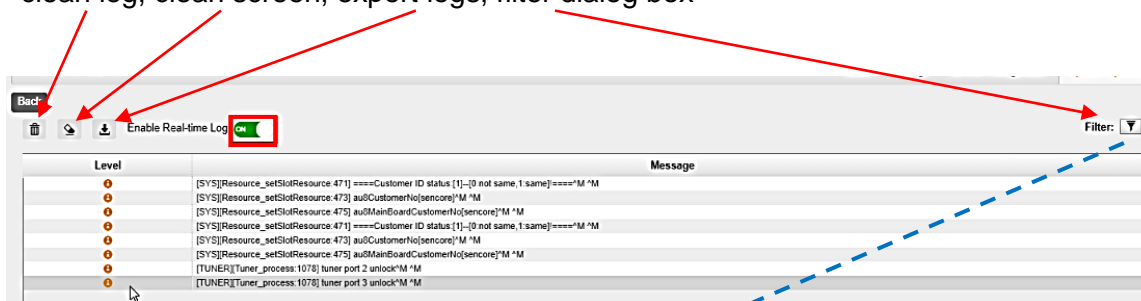 clean log, clean screen, export logs, filter dialog box
Back
Enable Real-time Log ON
Filter:
Level Message
[SYS][Resource_setSlotResource:471] ====Customer ID status:[1]--[0 not same,1:same]!====^M ^M
[SYS][Resource_setSlotResource:473] au8CustomerNo[sencore]^M ^M
[SYS][Resource_setSlotResource:475] au8MainBoardCustomerNo[sencore]^M ^M
[SYS][Resource_setSlotResource:471] ====Customer ID status:[1]--[0 not same,1:same]!====^M ^M
[SYS][Resource_setSlotResource:473] au8CustomerNo[sencore]^M ^M
[SYS][Resource_setSlotResource:475] au8MainBoardCustomerNo[sencore]^M ^M
[TUNER][Tuner_process:1078] tuner port 2 unlock^M ^M
[TUNER][Tuner_process:1078] tuner port 3 unlock^M ^M